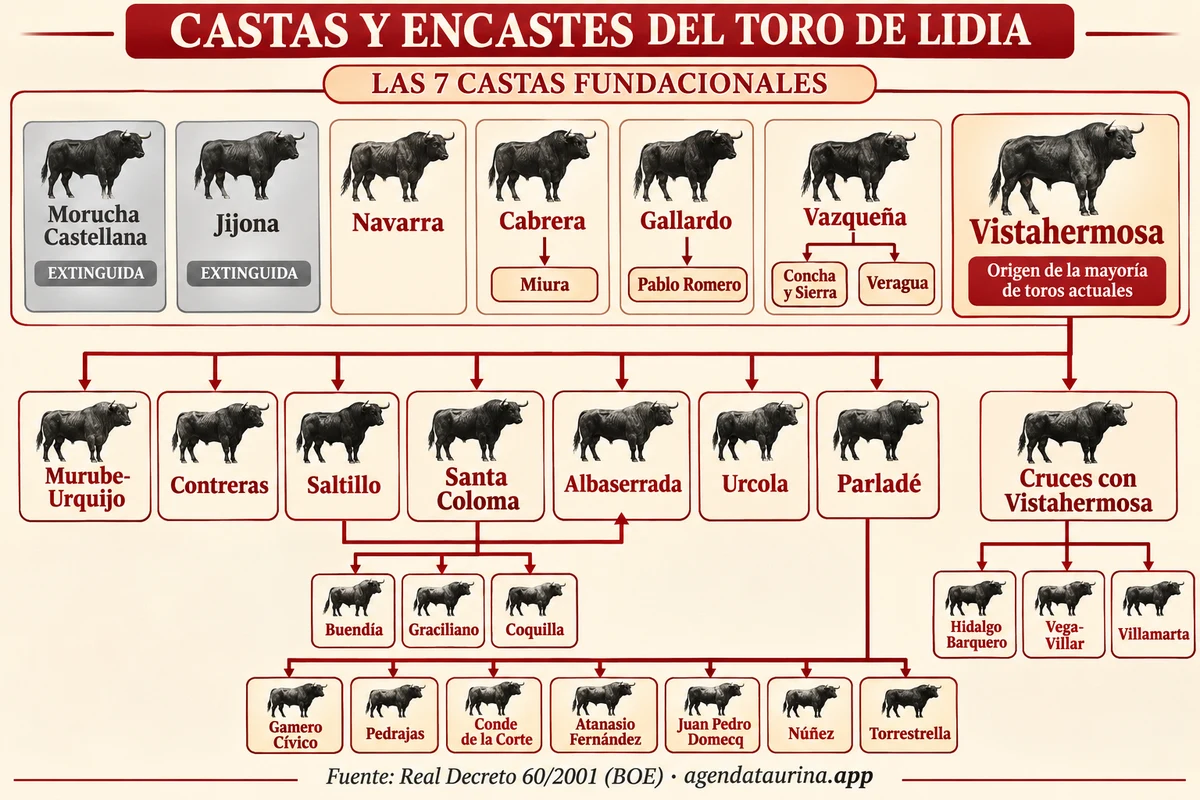 CASTAS Y ENCASTES DEL TORO DE LIDIA
LAS 7 CASTAS FUNDACIONALES
Morucha
Castellana
EXTINGUIDA
Jijona
EXTINGUIDA
Navarra
Cabrera
Miura
Gallardo
Pablo Romero
Vazqueña
Concha
y Sierra
Veragua
Vistahermosa
Origen de la mayoría
de toros actuales
Murube-
Urquijo
Contreras
Saltillo
Santa
Coloma
Albaserrada
Urcola
Parladé
Cruces con
Vistahermosa
Buendía
Graciliano
Coquilla
Hidalgo
Barquero
Vega-
Villar
Villamarta
Gamero
Cívico
Pedrajas
Conde
de la Corte
Atanasio
Fernández
Juan Pedro
Domecq
Núñez
Torrestrella
Fuente: Real Decreto 60/2001 (BOE) · agendataurina.app